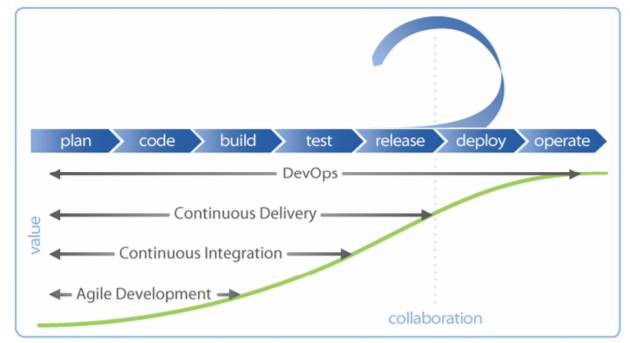 plan code build test release deploy operate
DevOps
Continuous Delivery
value
Continuous Integration
Agile Development
collaboration